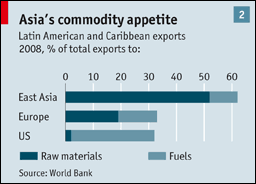 Asia's commodity appetite
2
Latin American and Caribbean exports
2008, % of total exports to:
0 10 20 30 40 50 60
East Asia
Europe
US
Raw materials Fuels
Source: World Bank